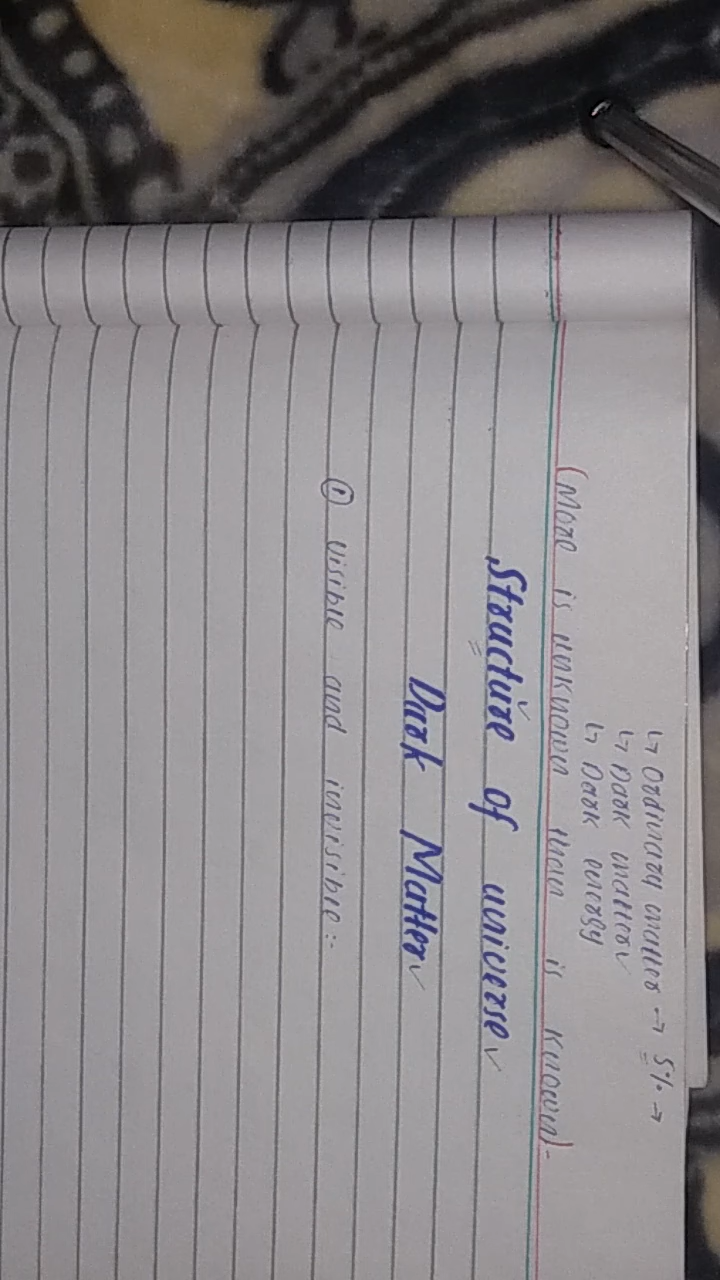 ↳ Ordinary matter → 5% →
↳ Dark matter
↳ Dark energy
(More is unknown than is known)-
Structure of universe
Dark Matter
① visible and invisible:-